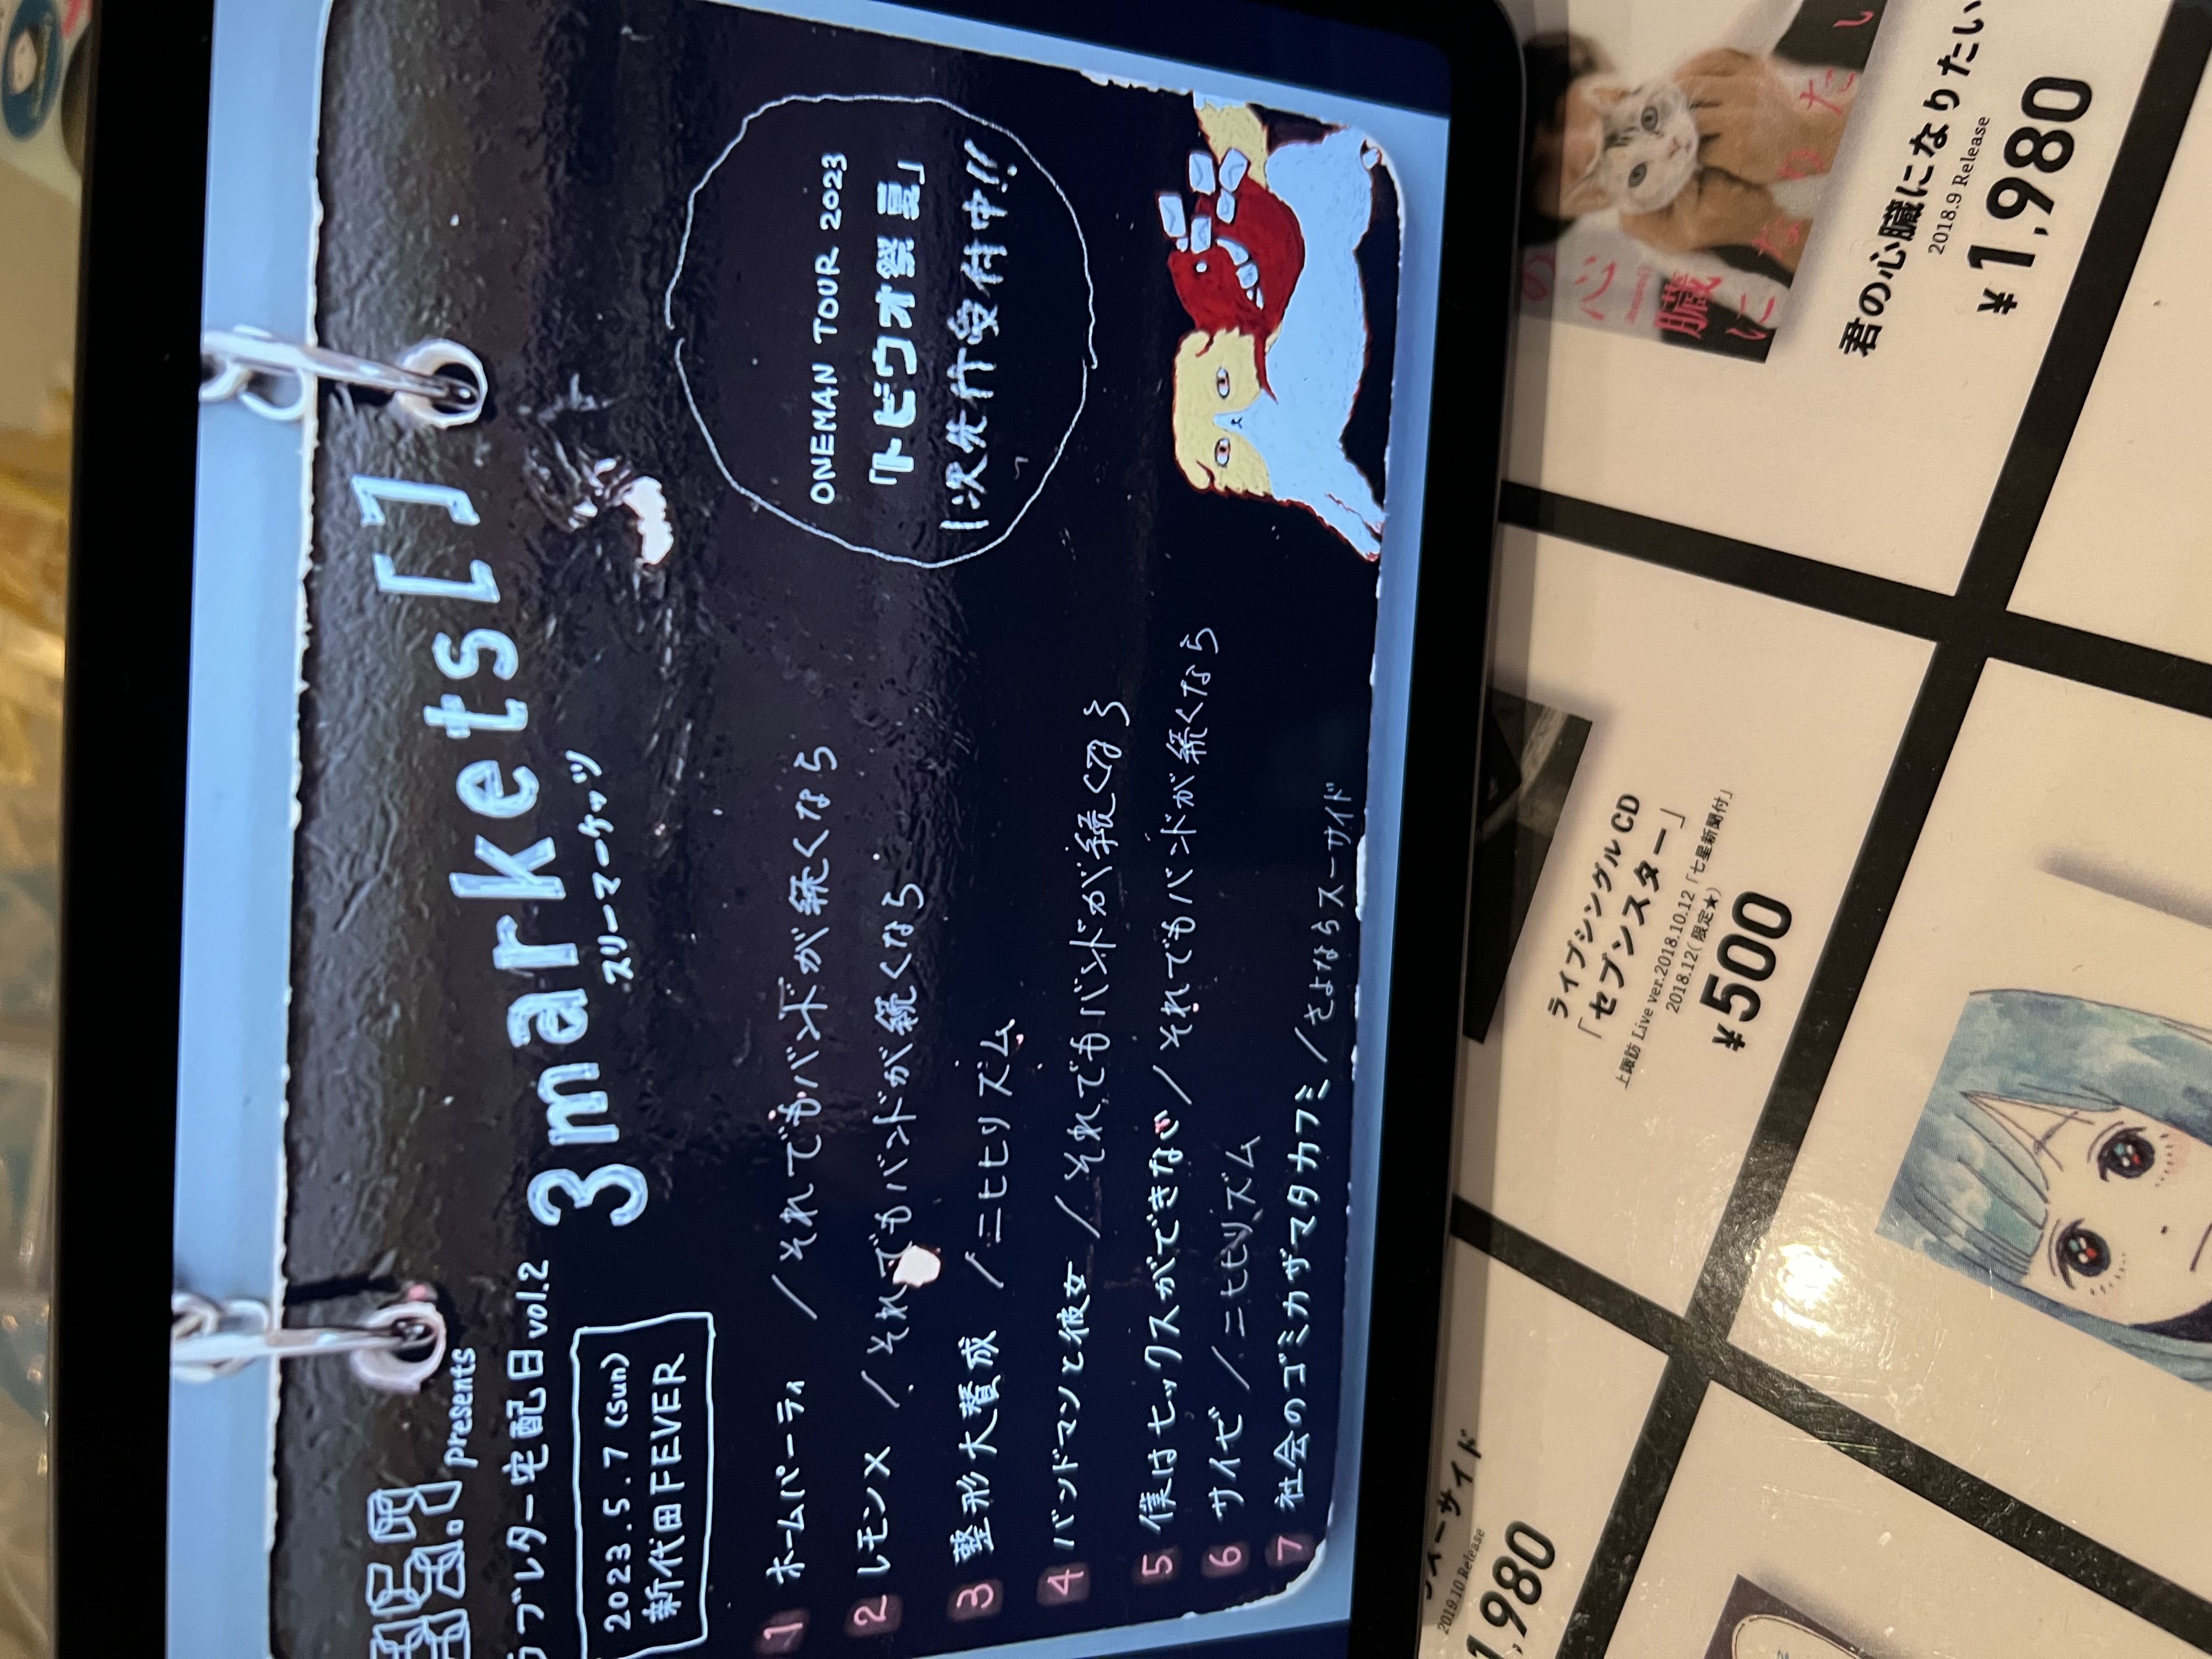 presents
ラブレター宅配日 vol.2
2023.5.7 (Sun)
新代田FEVER
3markets[]
スリーマーケッツ
1 ホームパーティ / それでもバンドが続くなら
2 レモン× / それでもバンドが続くなら
3 整形大賛成 / ニヒヒリズム
4 バンドマンと彼女 / それでもバンドが続くなら
5 僕はセックスができない / それでもバンドが続くなら
6 サイゼ / ニヒヒリズム
7 社会のゴミカザマタカフミ / さよならスーサイド
ONEMAN TOUR 2023
「トビウオ祭 夏」
1次先行受付中!!
スーサイド
2019.10 Release
1,980
ライブシングルCD
「セブンスター」
上諏訪 Live ver.2018.10.12「七星新聞付」
2018.12(限定★)
¥500
の心
臓
になりたい
君の心臓になりたい
2018.9 Release
¥1,980